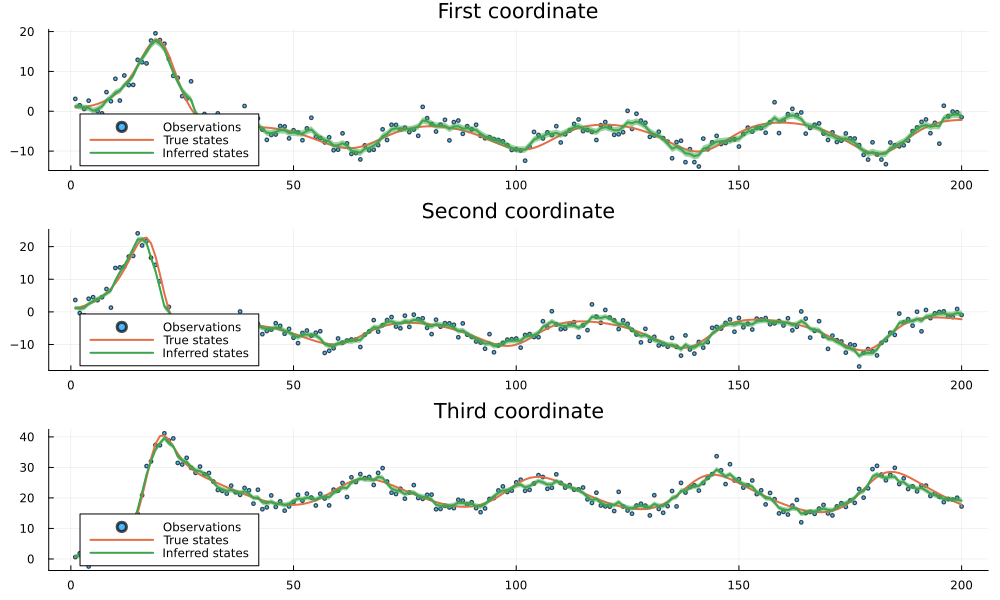 First coordinate
20
10
0
−10
Observations
True states
Inferred states
0 50 100 150 200
Second coordinate
20
10
0
−10
Observations
True states
Inferred states
0 50 100 150 200
Third coordinate
40
30
20
10
0
Observations
True states
Inferred states
0 50 100 150 200